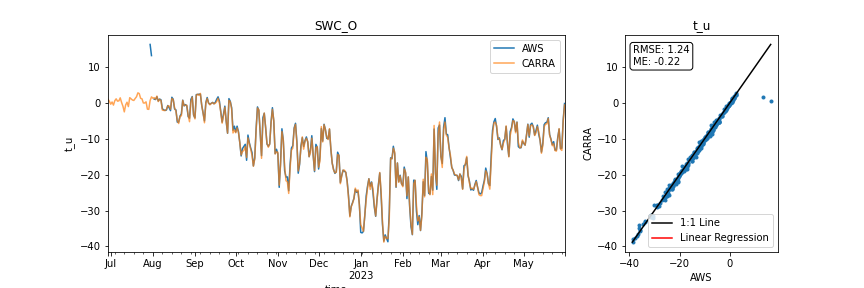 SWC_O
t_u
AWS
CARRA
t_u
10
0
−10
−20
−30
−40
Jul
Aug
Sep
Oct
Nov
Dec
Jan
2023
Feb
Mar
Apr
May
time
RMSE: 1.24
ME: -0.22
CARRA
10
0
−10
−20
−30
−40
1:1 Line
Linear Regression
−40
−20
0
AWS